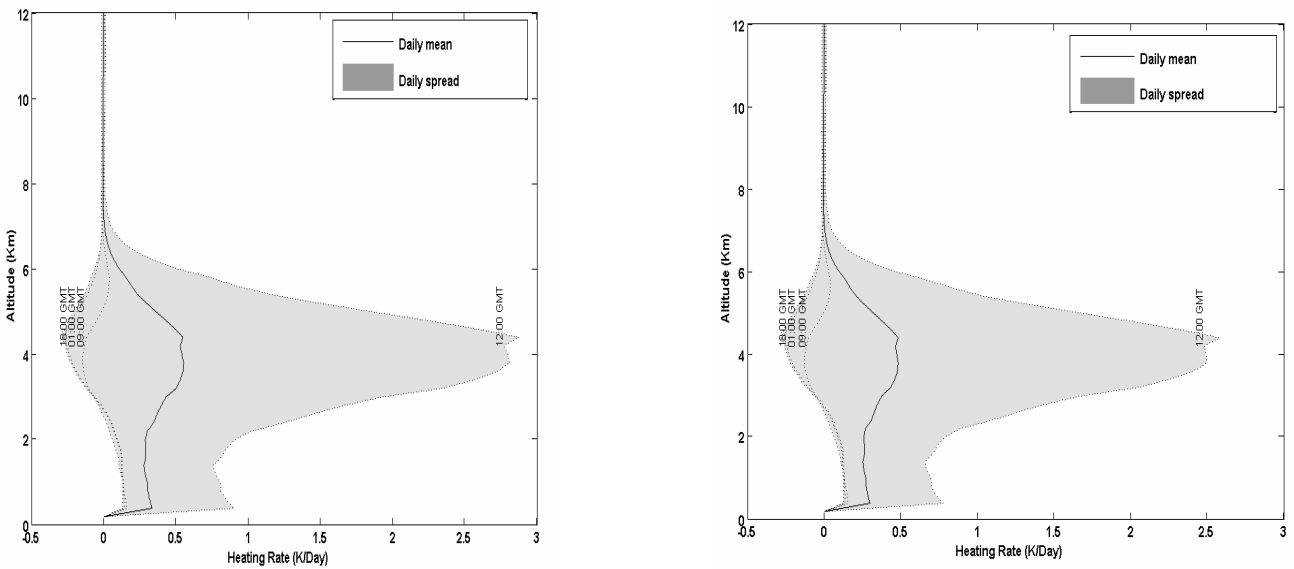 12
10
8
6
4
2
0
-0.5 0 0.5 1 1.5 2 2.5 3
Altitude (Km)
Heating Rate (K/Day)
Daily mean
Daily spread
18:00 GMT
01:00 GMT
09:00 GMT
12:00 GMT
12
10
8
6
4
2
0
-0.5 0 0.5 1 1.5 2 2.5 3
Altitude (Km)
Heating Rate (K/Day)
Daily mean
Daily spread
18:00 GMT
01:00 GMT
09:00 GMT
12:00 GMT